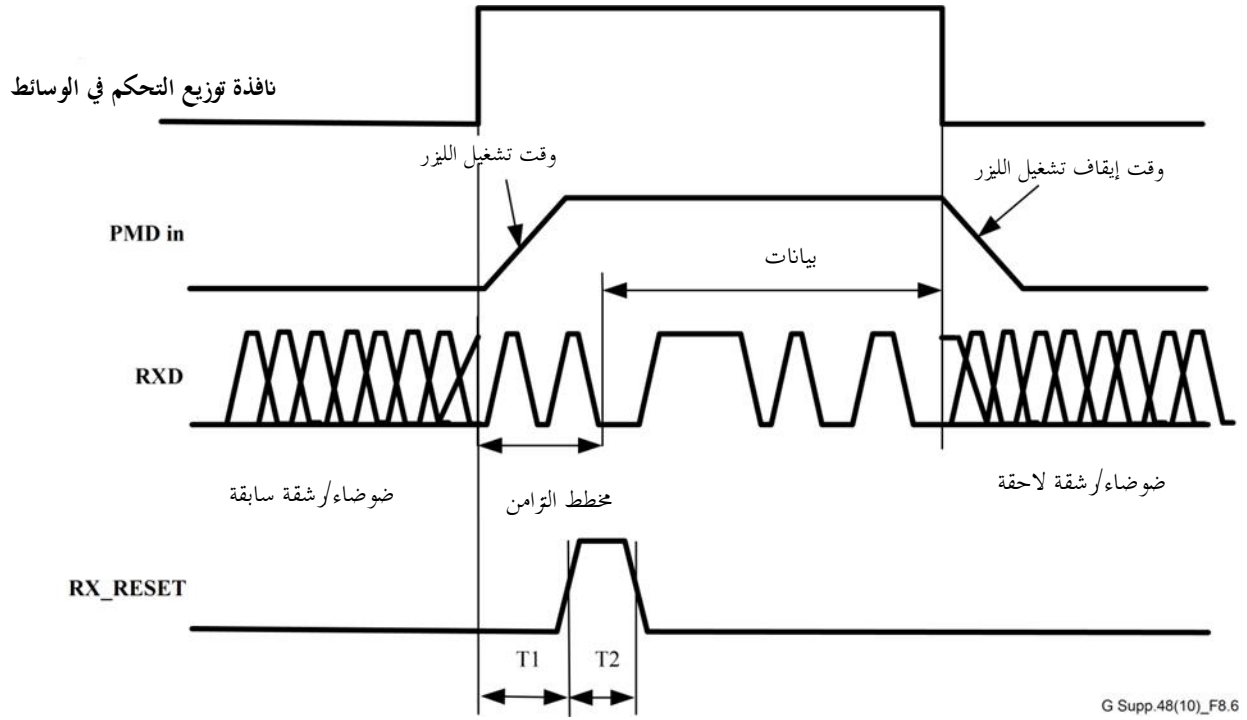 نافذة توزيع التحكم في الوسائط
وقت تشغيل الليزر
وقت إيقاف تشغيل الليزر
PMD in
بيانات
RXD
ضوضاء/رشقة سابقة
مخطط التزامن
ضوضاء/رشقة لاحقة
RX_RESET
T1
T2
G Supp.48(10)_F8.6